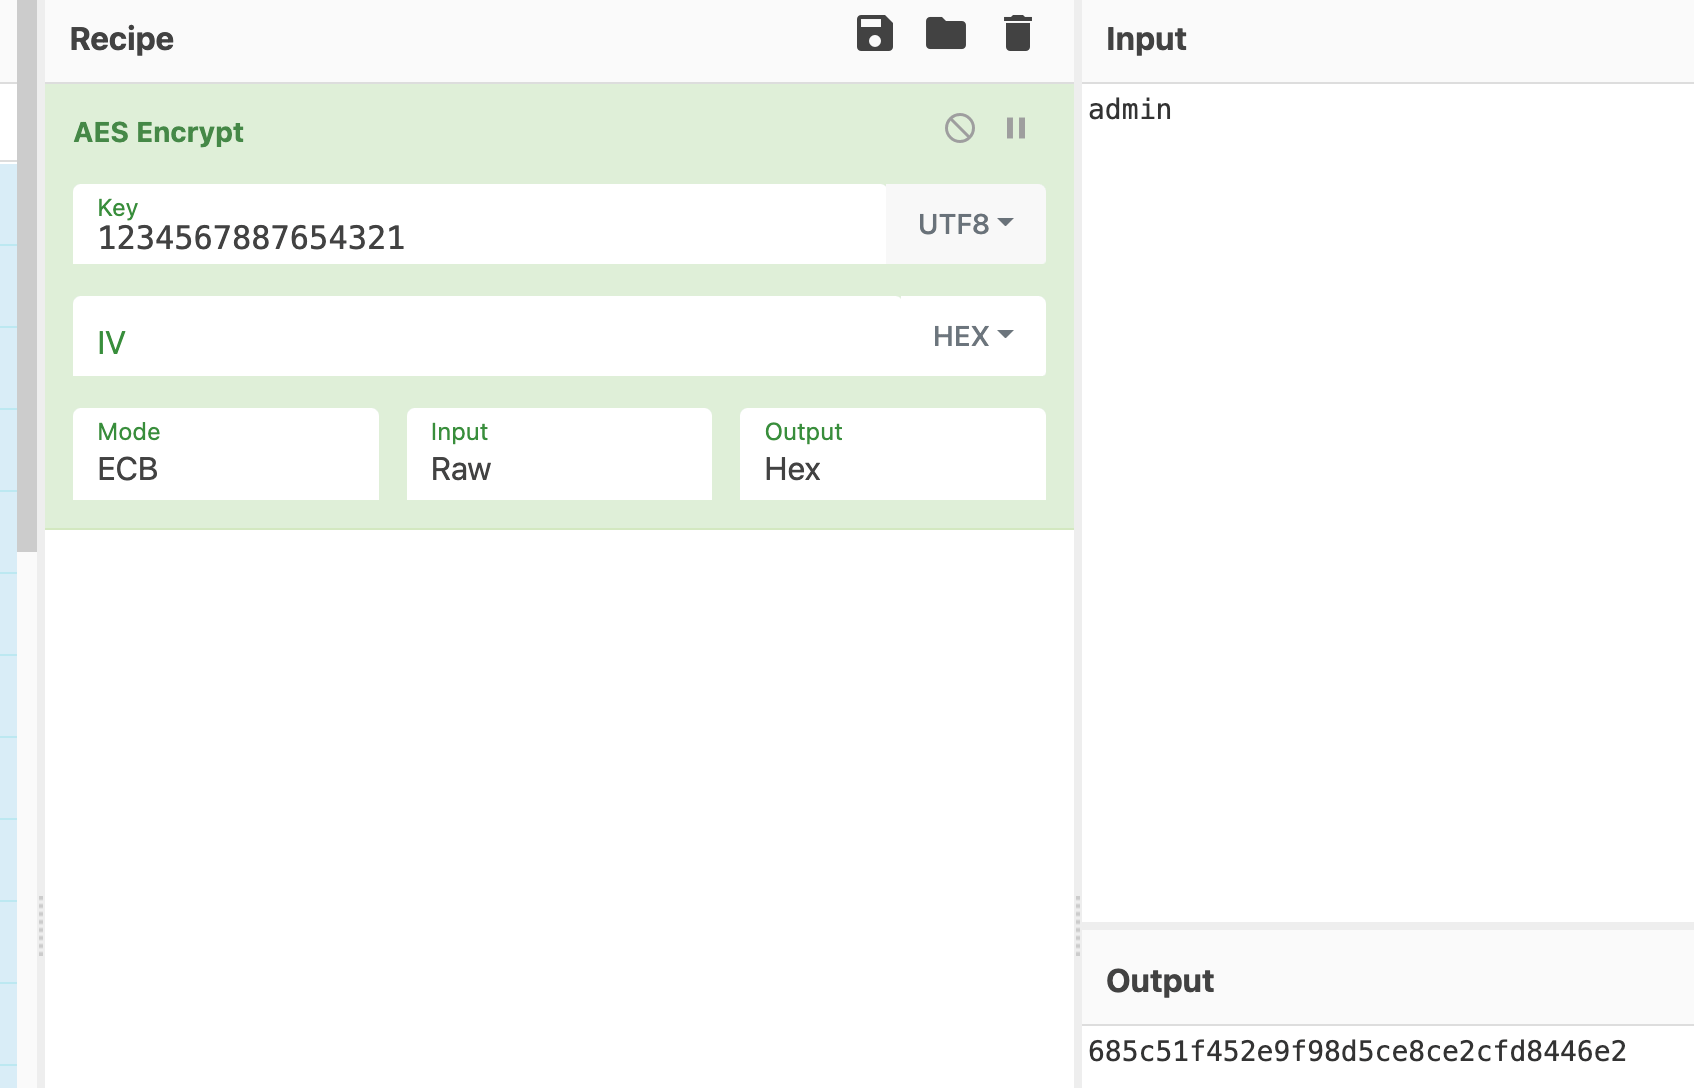 Recipe
AES Encrypt
Key
1234567887654321
UTF8
IV
HEX
Mode
ECB
Input
Raw
Output
Hex
Input
admin
Output
685c51f452e9f98d5ce8ce2cfd8446e2